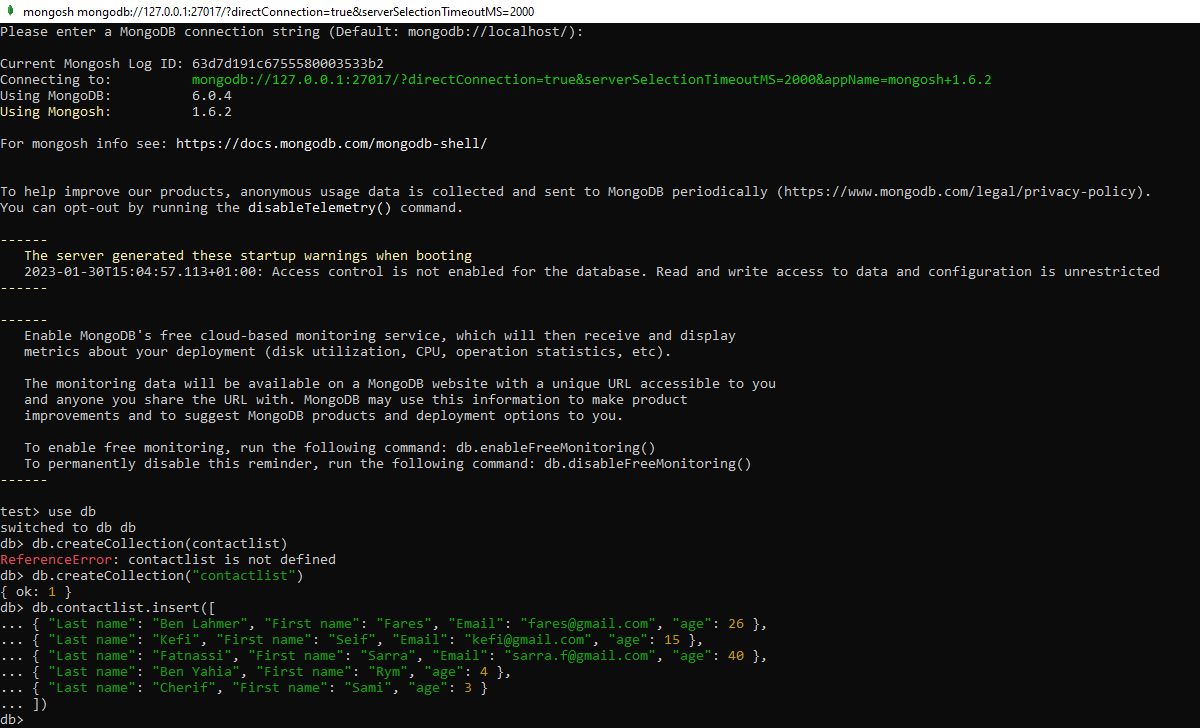 mongosh mongodb://127.0.0.1:27017/?directConnection=true&serverSelectionTimeoutMS=2000
Please enter a MongoDB connection string (Default: mongodb://localhost/):
Current Mongosh Log ID: 63d7d191c6755580003533b2
Connecting to: mongodb://127.0.0.1:27017/?directConnection=true&serverSelectionTimeoutMS=2000&appName=mongosh+1.6.2
Using MongoDB: 6.0.4
Using Mongosh: 1.6.2
For mongosh info see: https://docs.mongodb.com/mongodb-shell/
To help improve our products, anonymous usage data is collected and sent to MongoDB periodically (https://www.mongodb.com/legal/privacy-policy).
You can opt-out by running the disableTelemetry() command.
------
The server generated these startup warnings when booting
2023-01-30T15:04:57.113+01:00: Access control is not enabled for the database. Read and write access to data and configuration is unrestricted
------
------
Enable MongoDB's free cloud-based monitoring service, which will then receive and display
metrics about your deployment (disk utilization, CPU, operation statistics, etc).
The monitoring data will be available on a MongoDB website with a unique URL accessible to you
and anyone you share the URL with. MongoDB may use this information to make product
improvements and to suggest MongoDB products and deployment options to you.
To enable free monitoring, run the following command: db.enableFreeMonitoring()
To permanently disable this reminder, run the following command: db.disableFreeMonitoring()
------
test> use db
switched to db db
db> db.createCollection(contactlist)
ReferenceError: contactlist is not defined
db> db.createCollection("contactlist")
{ ok: 1 }
db> db.contactlist.insert([
... { "Last name": "Ben Lahmer", "First name": "Fares", "Email": "fares@gmail.com", "age": 26 },
... { "Last name": "Kefi", "First name": "Seif", "Email": "kefi@gmail.com", "age": 15 },
... { "Last name": "Fatnassi", "First name": "Sarra", "Email": "sarra.f@gmail.com", "age": 40 },
... { "Last name": "Ben Yahia", "First name": "Rym", "age": 4 },
... { "Last name": "Cherif", "First name": "Sami", "age": 3 }
... ])
db>